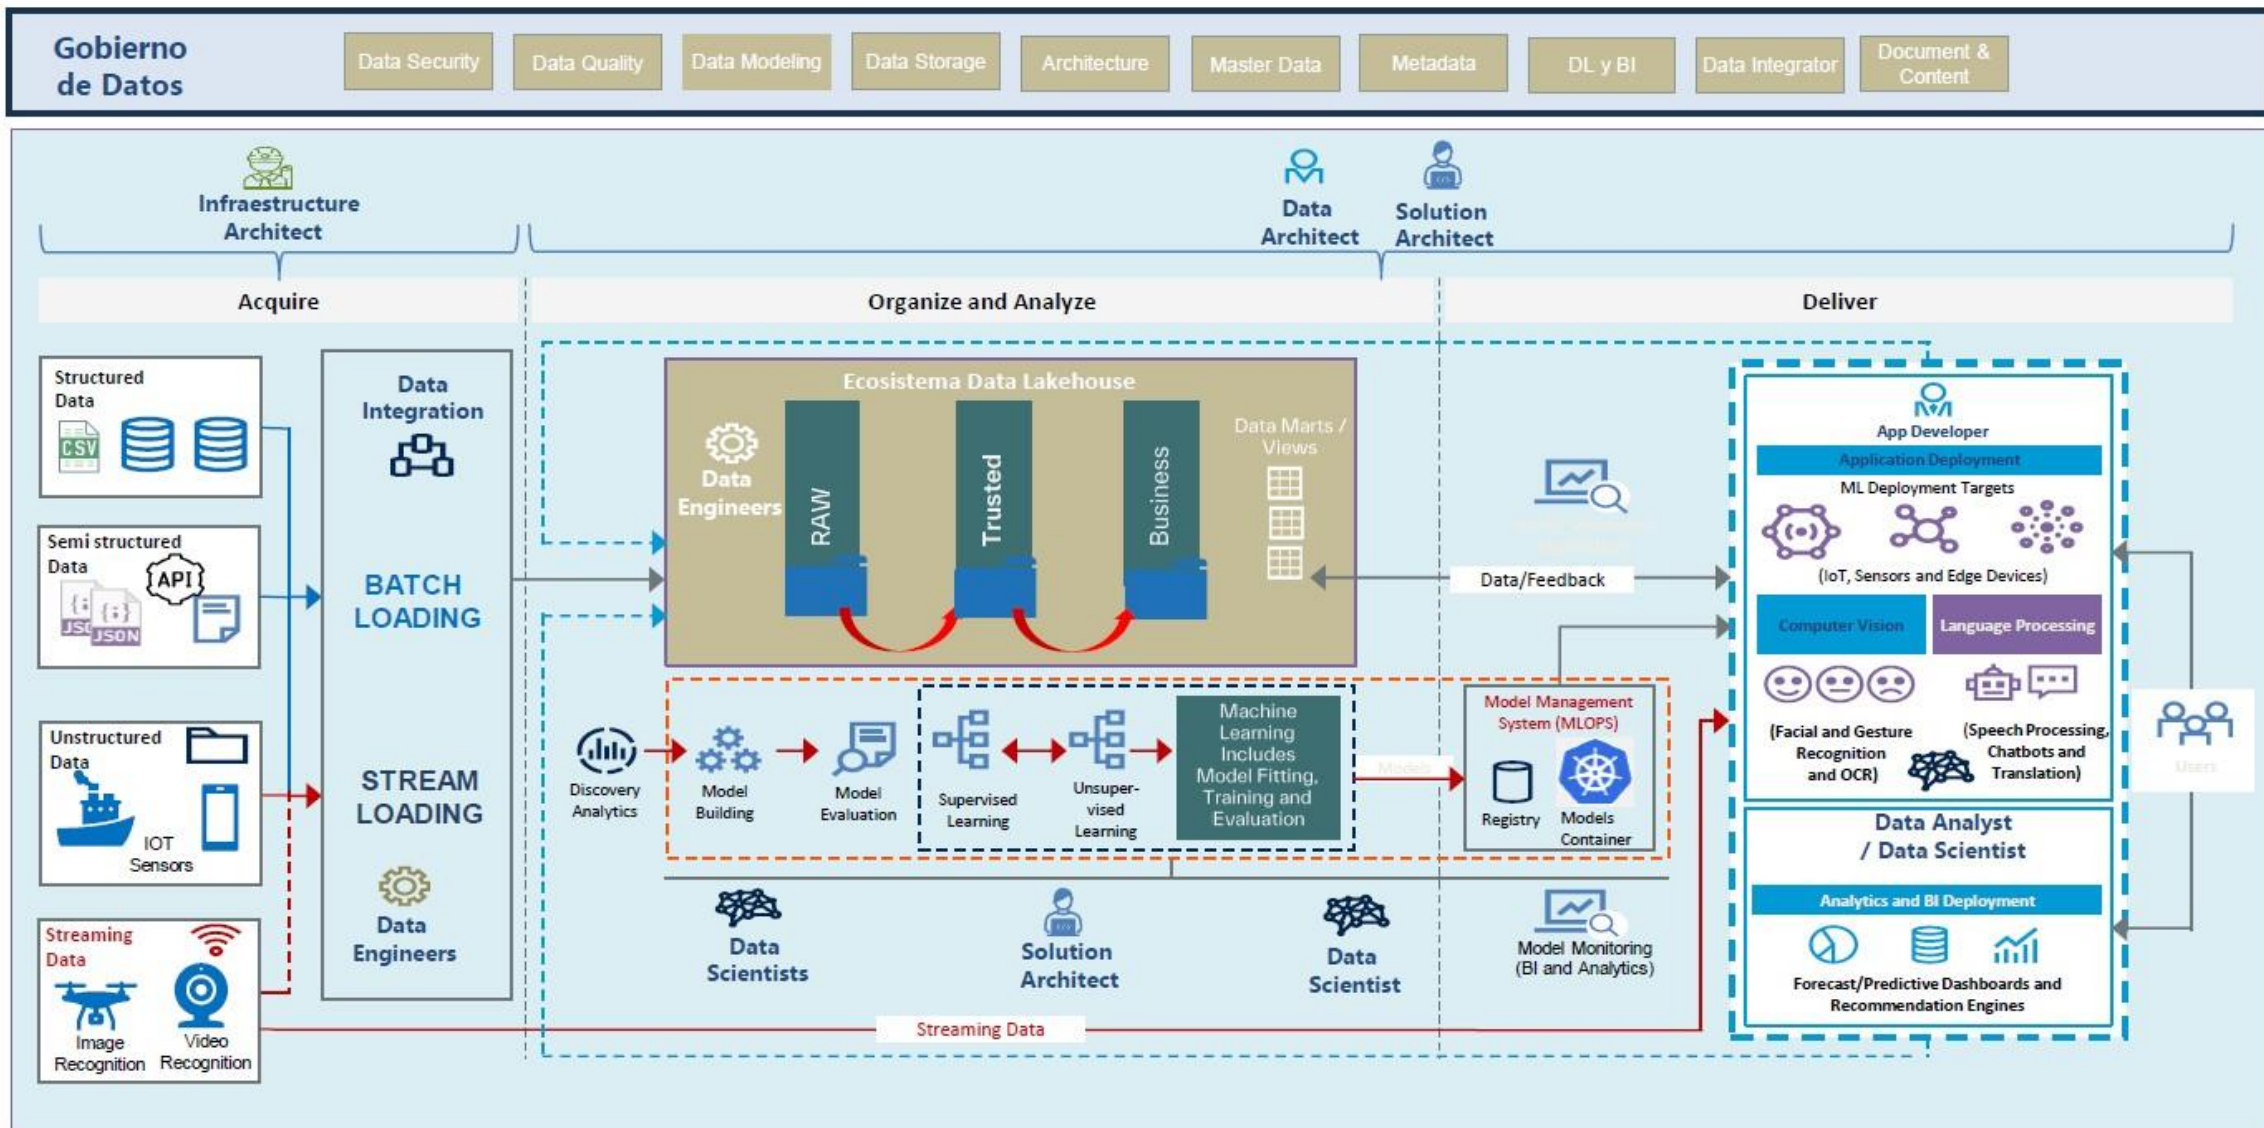 Gobierno
de Datos
Data Security
Data Quality
Data Modeling
Data Storage
Architecture
Master Data
Metadata
DL y BI
Data Integrator
Document &
Content
Infraestructure
Architect
Data
Architect
Solution
Architect
Acquire
Organize and Analyze
Deliver
Structured
Data
CSV
Semi structured
Data
API
JSON
Unstructured
Data
IOT
Sensors
Streaming
Data
Image
Recognition
Video
Recognition
Data
Integration
BATCH
LOADING
STREAM
LOADING
Data
Engineers
Ecosistema Data Lakehouse
Data
Engineers
RAW
Trusted
Business
Data Marts /
Views
Discovery
Analytics
Model
Building
Model
Evaluation
Supervised
Learning
Unsuper-
vised
Learning
Machine
Learning
Includes
Model Fitting,
Training and
Evaluation
Models
Model Management
System (MLOPS)
Registry
Models
Container
Data
Scientists
Solution
Architect
Data
Scientist
Model Monitoring
(BI and Analytics)
Streaming Data
Data/Feedback
App Developer
Application Deployment
ML Deployment Targets
(IoT, Sensors and Edge Devices)
Computer Vision
Language Processing
(Facial and Gesture
Recognition
and OCR)
(Speech Processing,
Chatbots and
Translation)
Data Analyst
/ Data Scientist
Analytics and BI Deployment
Forecast/Predictive Dashboards and
Recommendation Engines
Users